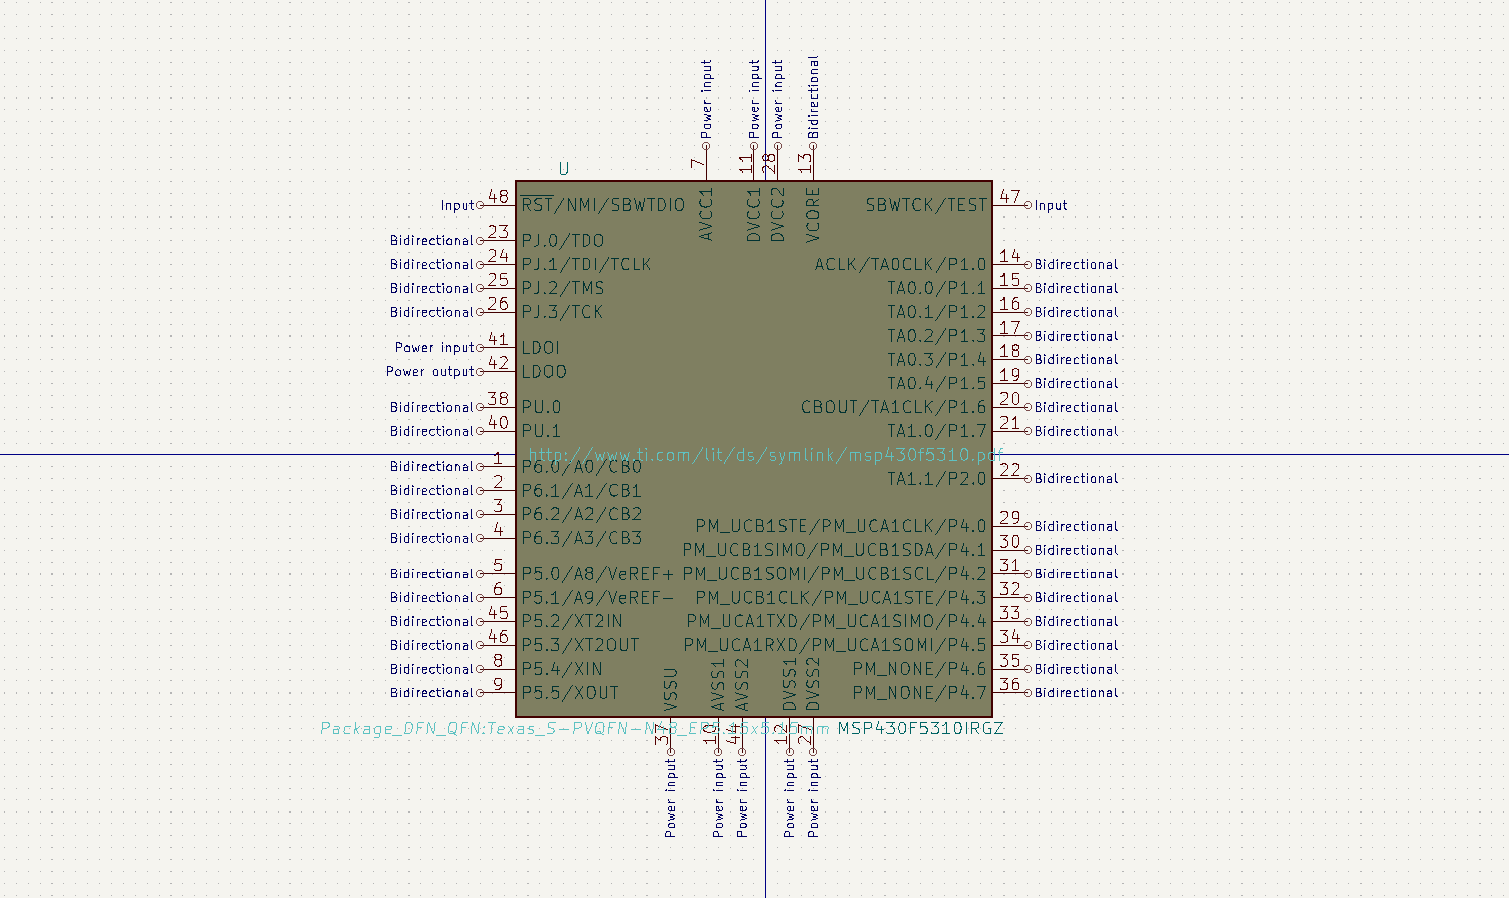 Power input
Power input
Power input
Bidirectional
7
11
28
13
U
AVCC1
DVCC1
DVCC2
VCORE
Input 48 RST/NMI/SBWTDIO
SBWTCK/TEST 47 Input
Bidirectional 23 PJ.0/TDO
Bidirectional 24 PJ.1/TDI/TCLK
ACLK/TA0CLK/P1.0 14 Bidirectional
Bidirectional 25 PJ.2/TMS
TA0.0/P1.1 15 Bidirectional
Bidirectional 26 PJ.3/TCK
TA0.1/P1.2 16 Bidirectional
TA0.2/P1.3 17 Bidirectional
Power input 41 LDOI
TA0.3/P1.4 18 Bidirectional
Power output 42 LDOO
TA0.4/P1.5 19 Bidirectional
Bidirectional 38 PU.0
CBOUT/TA1CLK/P1.6 20 Bidirectional
Bidirectional 40 PU.1
TA1.0/P1.7 21 Bidirectional
http://www.ti.com/lit/ds/symlink/msp430f5310.pdf
Bidirectional 1 P6.0/A0/CB0
TA1.1/P2.0 22 Bidirectional
Bidirectional 2 P6.1/A1/CB1
Bidirectional 3 P6.2/A2/CB2
PM_UCB1STE/PM_UCA1CLK/P4.0 29 Bidirectional
Bidirectional 4 P6.3/A3/CB3
PM_UCB1SIMO/PM_UCB1SDA/P4.1 30 Bidirectional
Bidirectional 5 P5.0/A8/VeREF+
PM_UCB1SOMI/PM_UCB1SCL/P4.2 31 Bidirectional
Bidirectional 6 P5.1/A9/VeREF-
PM_UCB1CLK/PM_UCA1STE/P4.3 32 Bidirectional
Bidirectional 45 P5.2/XT2IN
PM_UCA1TXD/PM_UCA1SIMO/P4.4 33 Bidirectional
Bidirectional 46 P5.3/XT2OUT
PM_UCA1RXD/PM_UCA1SOMI/P4.5 34 Bidirectional
Bidirectional 8 P5.4/XIN
PM_NONE/P4.6 35 Bidirectional
Bidirectional 9 P5.5/XOUT
PM_NONE/P4.7 36 Bidirectional
VSSU
AVSS1
AVSS2
DVSS1
DVSS2
Package_DFN_QFN:Texas_S-PVQFN-N48_EP5.15x5.15mm
MSP430F5310IRGZ
37
10
44
12
27
Power input
Power input
Power input
Power input
Power input